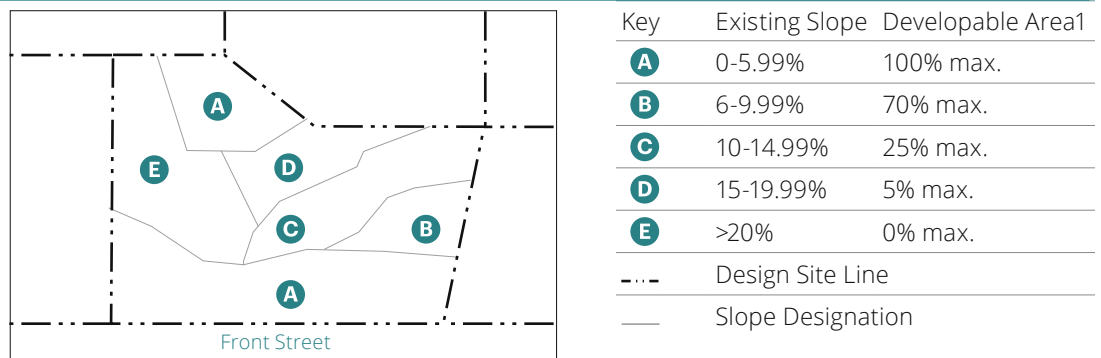 A
E
D
C
B
A
Front Street
Key Existing Slope Developable Area1
A 0-5.99% 100% max.
B 6-9.99% 70% max.
C 10-14.99% 25% max.
D 15-19.99% 5% max.
E >20% 0% max.
Design Site Line
Slope Designation